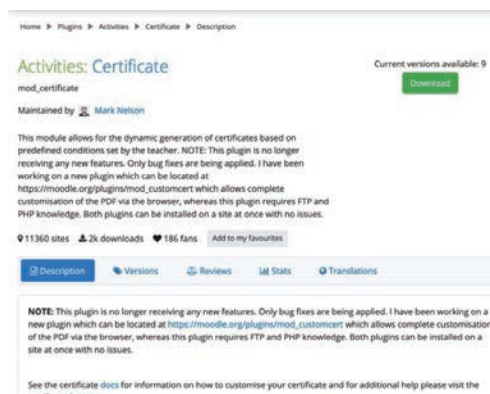 Home ▶ Plugins ▶ Activities ▶ Certificate ▶ Description
Activities: Certificate
Current versions available: 9
mod_certificate
Download
Maintained by Mark Nelson
This module allows for the dynamic generation of certificates based on
predefined conditions set by the teacher. NOTE: This plugin is no longer
receiving any new features. Only bug fixes are being applied. I have been
working on a new plugin which can be located at
https://moodle.org/plugins/mod_customcert which allows complete
customisation of the PDF via the browser, whereas this plugin requires FTP and
PHP knowledge. Both plugins can be installed on a site at once with no issues.
11360 sites 2k downloads 186 fans Add to my favourites
Description Versions Reviews Stats Translations
NOTE: This plugin is no longer receiving any new features. Only bug fixes are being applied. I have been working on a
new plugin which can be located at https://moodle.org/plugins/mod_customcert which allows complete customisation
of the PDF via the browser, whereas this plugin requires FTP and PHP knowledge. Both plugins can be installed on a
site at once with no issues.
See the certificate docs for information on how to customise your certificate and for additional help please visit the